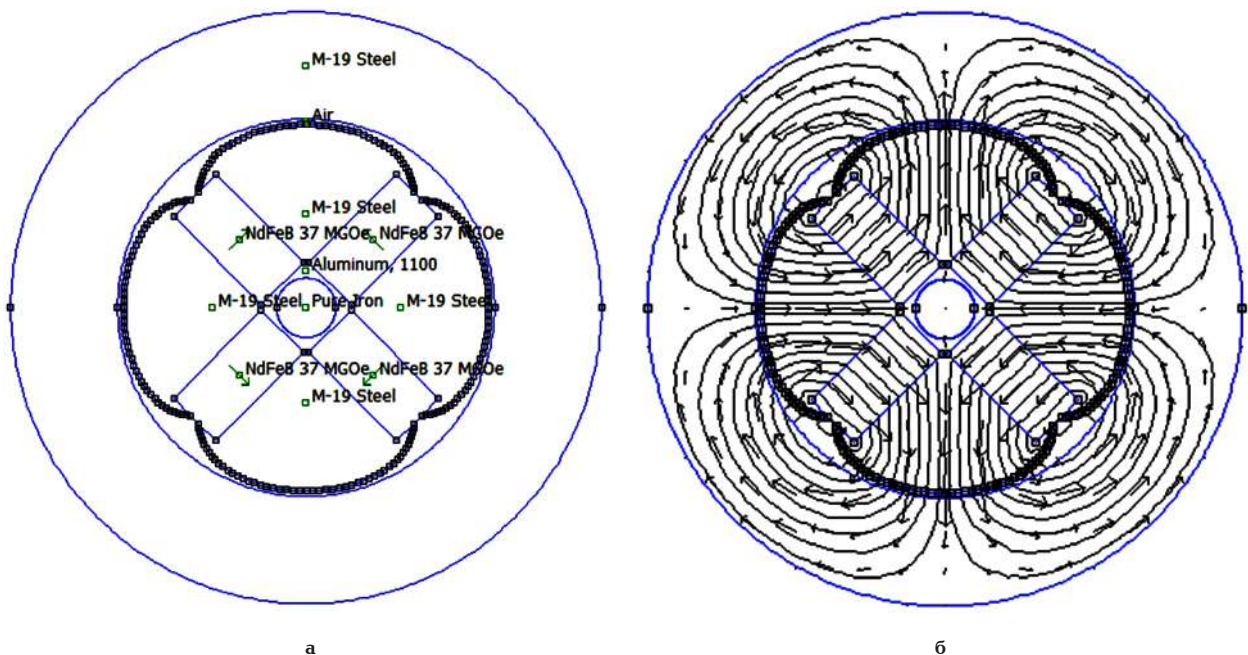 M-19 Steel
Air
M-19 Steel
NdFeB 37 MGOe
NdFeB 37 MGOe
Aluminum, 1100
M-19 Steel
Pure Iron
M-19 Steel
NdFeB 37 MGOe
NdFeB 37 MGOe
M-19 Steel
а
б